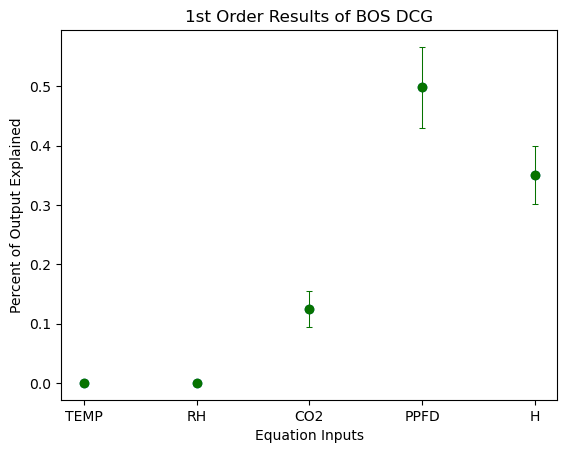 1st Order Results of BOS DCG
Percent of Output Explained
0.5
0.4
0.3
0.2
0.1
0.0
TEMP RH CO2 PPFD H
Equation Inputs